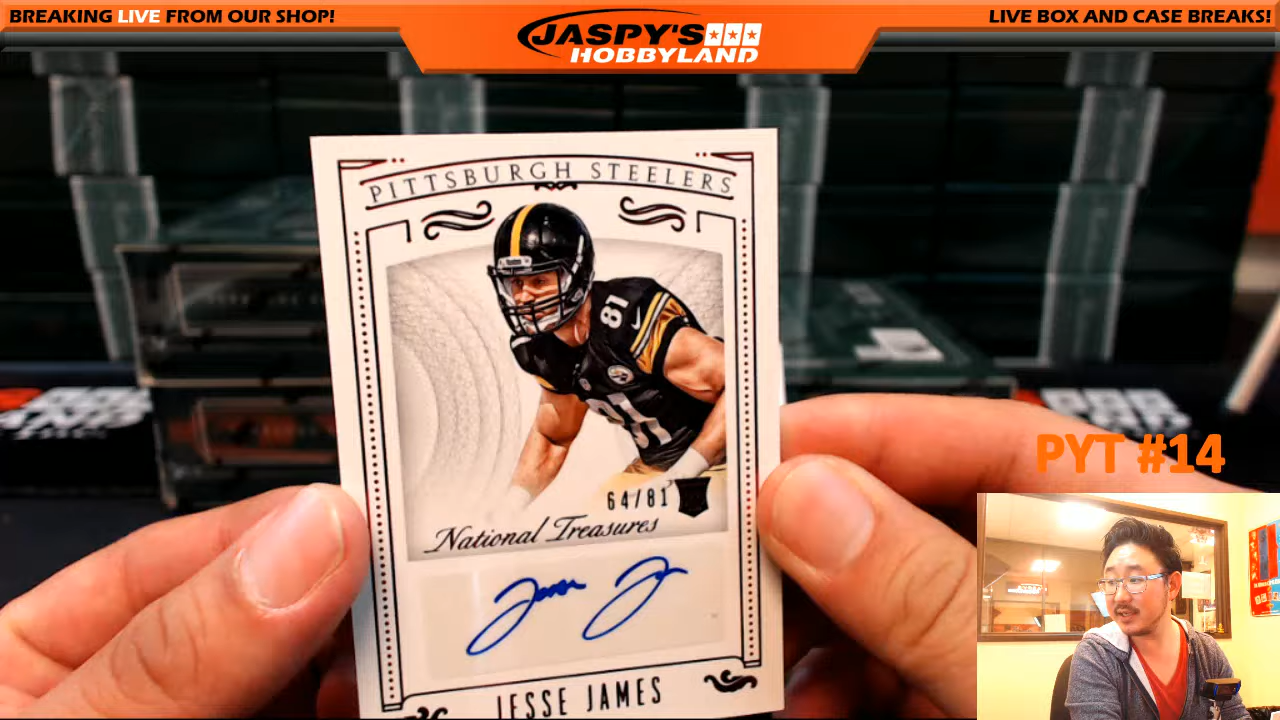 BREAKING LIVE FROM OUR SHOP!
JASPY'S
HOBBYLAND
LIVE BOX AND CASE BREAKS!
PITTSBURGH STEELERS
81
81
64/81
National Treasures
JESSE JAMES
PYT #14